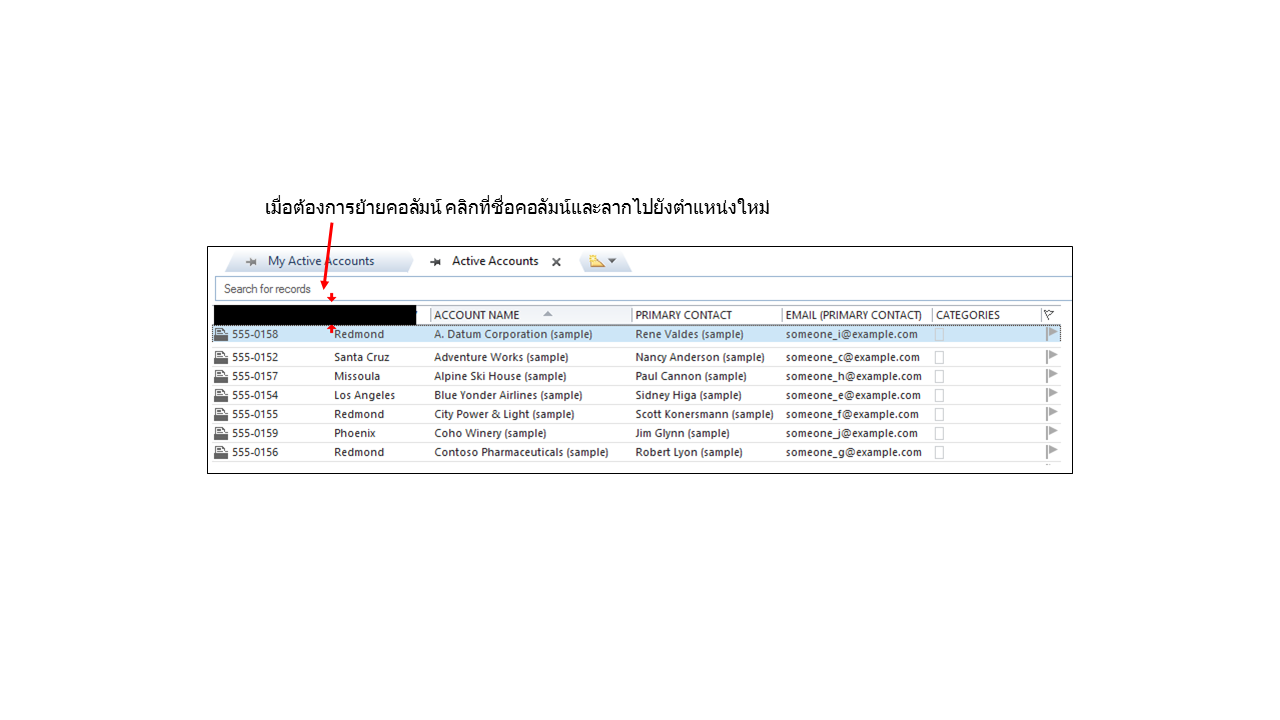 เมื่อต้องการย้ายคอลัมน์ คลิกที่ชื่อคอลัมน์และลากไปยังตำแหน่งใหม่
My Active Accounts Active Accounts
Search for records
ACCOUNT NAME PRIMARY CONTACT EMAIL (PRIMARY CONTACT) CATEGORIES
555-0158 Redmond A. Datum Corporation (sample) Rene Valdes (sample) someone_i@example.com
555-0152 Santa Cruz Adventure Works (sample) Nancy Anderson (sample) someone_c@example.com
555-0157 Missoula Alpine Ski House (sample) Paul Cannon (sample) someone_h@example.com
555-0154 Los Angeles Blue Yonder Airlines (sample) Sidney Higa (sample) someone_e@example.com
555-0155 Redmond City Power & Light (sample) Scott Konersmann (sample) someone_f@example.com
555-0159 Phoenix Coho Winery (sample) Jim Glynn (sample) someone_j@example.com
555-0156 Redmond Contoso Pharmaceuticals (sample) Robert Lyon (sample) someone_g@example.com